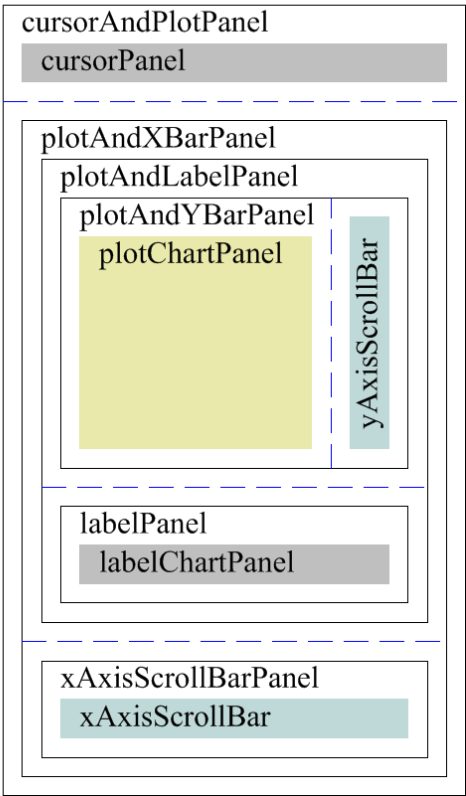 cursorAndPlotPanel
cursorPanel
plotAndXBarPanel
plotAndLabelPanel
plotAndYBarPanel
plotChartPanel
yAxisScrollBar
labelPanel
labelChartPanel
xAxisScrollBarPanel
xAxisScrollBar